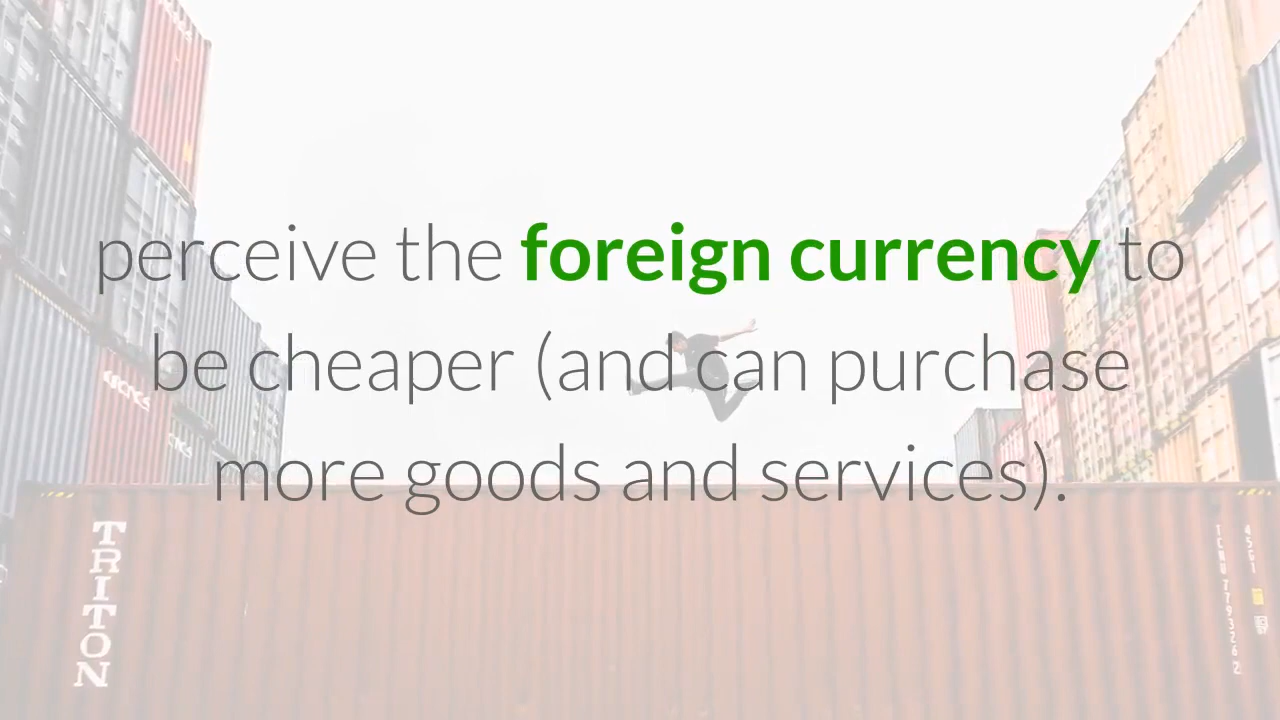 perceive the foreign currency to
be cheaper (and can purchase
more goods and services).
TRITON